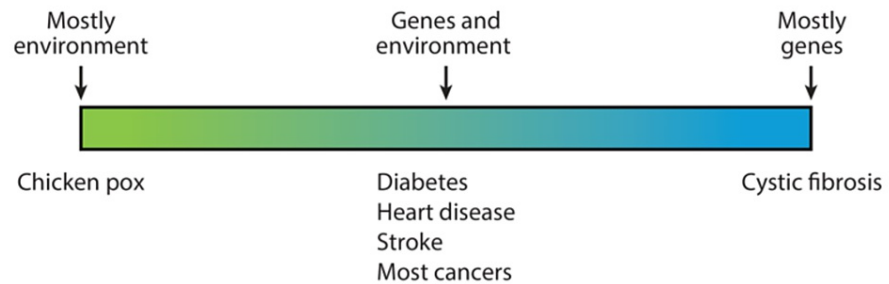 Mostly
environment
Genes and
environment
Mostly
genes
Chicken pox
Diabetes
Heart disease
Stroke
Most cancers
Cystic fibrosis